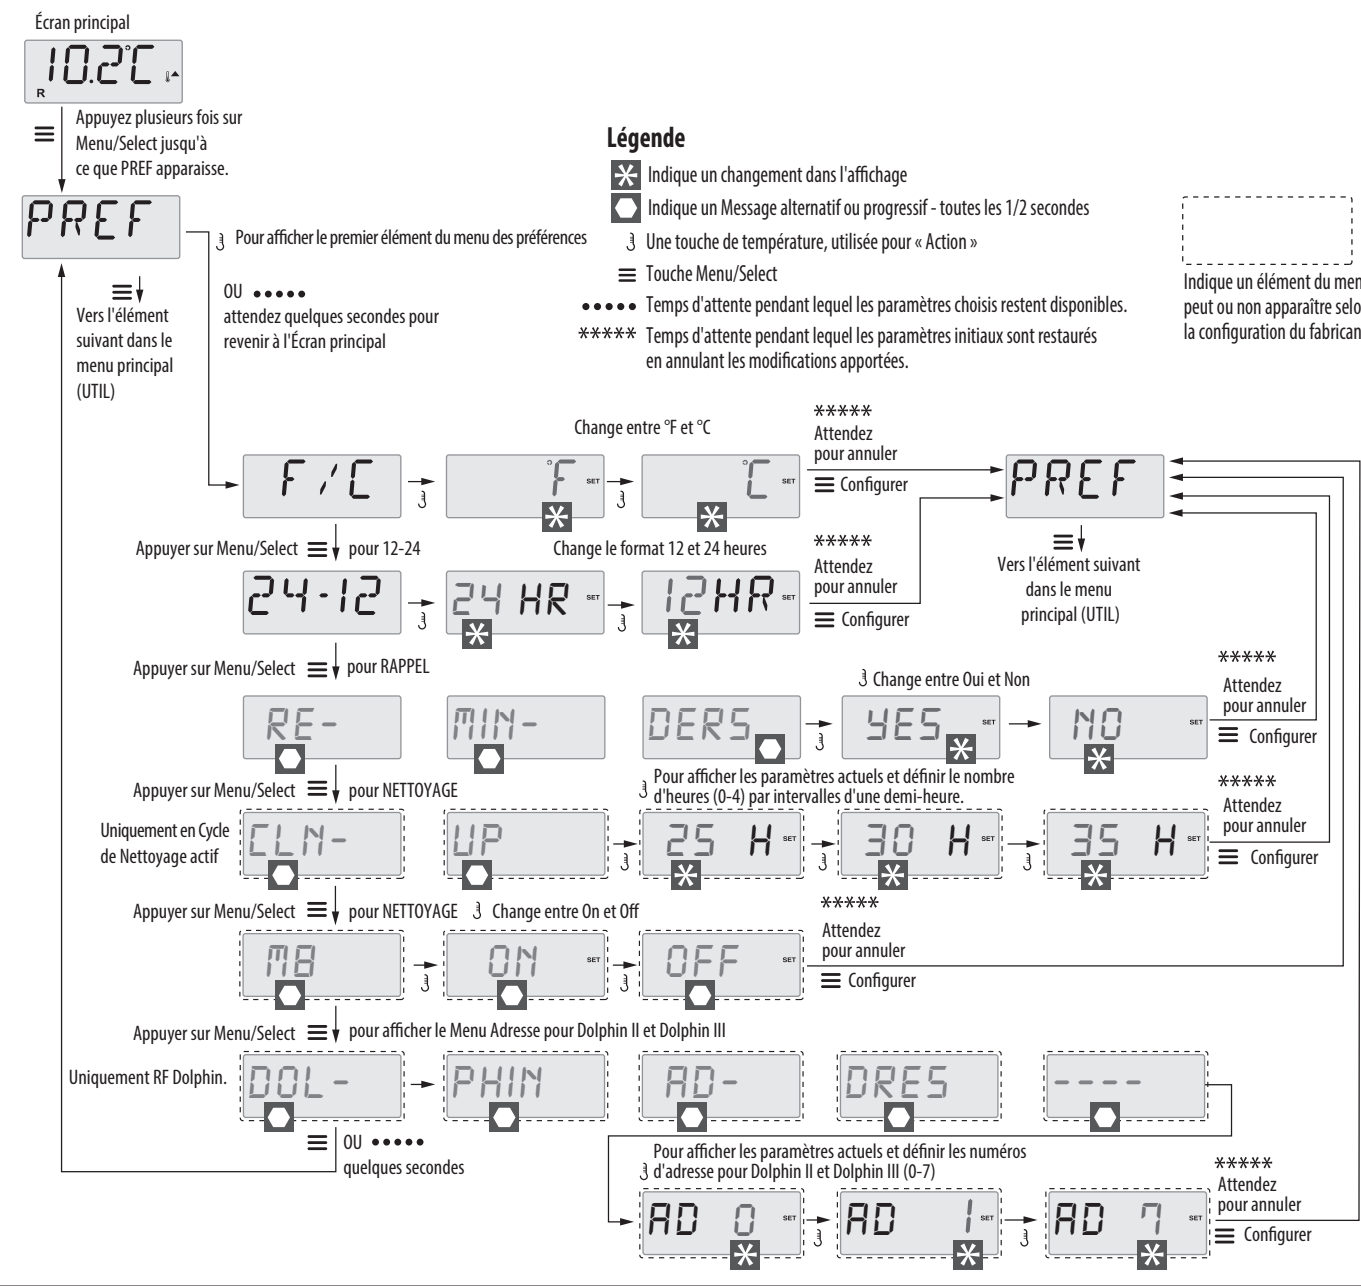 Écran principal
10.2°C
R
Appuyez plusieurs fois sur
Menu/Select jusqu'à
ce que PREF apparaisse.
PREF
Pour afficher le premier élément du menu des préférences
OU •••••
attendez quelques secondes pour
revenir à l'Écran principal
Vers l'élément
suivant dans le
menu principal
(UTIL)
Légende
Indique un changement dans l'affichage
Indique un Message alternatif ou progressif - toutes les 1/2 secondes
Une touche de température, utilisée pour « Action »
Touche Menu/Select
••••• Temps d'attente pendant lequel les paramètres choisis restent disponibles.
***** Temps d'attente pendant lequel les paramètres initiaux sont restaurés
en annulant les modifications apportées.
Indique un élément du
peut ou non apparaître
la configuration du
Change entre °F et °C
*****
Attendez
pour annuler
Configurer
F/C
°F SET
°C SET
PREF
Vers l'élément suivant
dans le menu
principal (UTIL)
Appuyer sur Menu/Select pour 12-24
Change le format 12 et 24 heures
*****
Attendez
pour annuler
Configurer
24-12
24 HR SET
12HR SET
Appuyer sur Menu/Select pour RAPPEL
Change entre Oui et Non
*****
Attendez
pour annuler
Configurer
RE-
MIN-
DERS
YES SET
NO SET
Appuyer sur Menu/Select pour NETTOYAGE
Pour afficher les paramètres actuels et définir le nombre
d'heures (0-4) par intervalles d'une demi-heure.
*****
Attendez
pour annuler
Configurer
Uniquement en Cycle
de Nettoyage actif
CLN-
UP
25 H SET
30 H SET
35 H SET
Appuyer sur Menu/Select pour NETTOYAGE
Change entre On et Off
*****
Attendez
pour annuler
Configurer
M8
ON SET
OFF SET
Appuyer sur Menu/Select pour afficher le Menu Adresse pour Dolphin II et Dolphin III
Uniquement RF Dolphin.
DOL-
PHIN
AD-
DRES
----
OU •••••
quelques secondes
Pour afficher les paramètres actuels et définir les numéros
d'adresse pour Dolphin II et Dolphin III (0-7)
AD 0 SET
AD 1 SET
AD 7 SET
*****
Attendez
pour annuler
Configurer